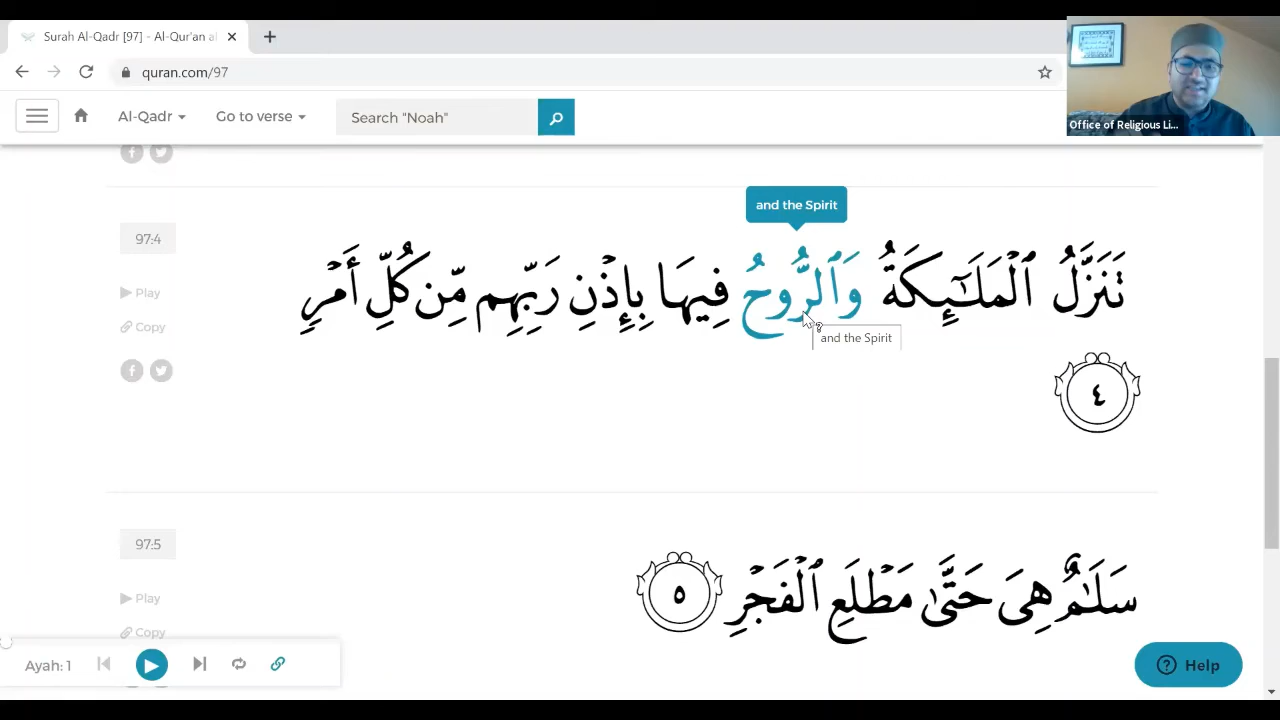 Surah Al-Qadr [97] - Al-Qur'an al
quran.com/97
Office of Religious Li...
Al-Qadr
Go to verse
Search "Noah"
and the Spirit
97:4
تَنَزَّلُ ٱلْمَلَـٰٓئِكَةُ وَٱلرُّوحُ فِيهَا بِإِذْنِ رَبِّهِم مِّن كُلِّ أَمْرٍ
Play
Copy
and the Spirit
٤
97:5
سَلَـٰمٌ هِىَ حَتَّىٰ مَطْلَعِ ٱلْفَجْرِ ٥
Play
Copy
Ayah: 1
Help